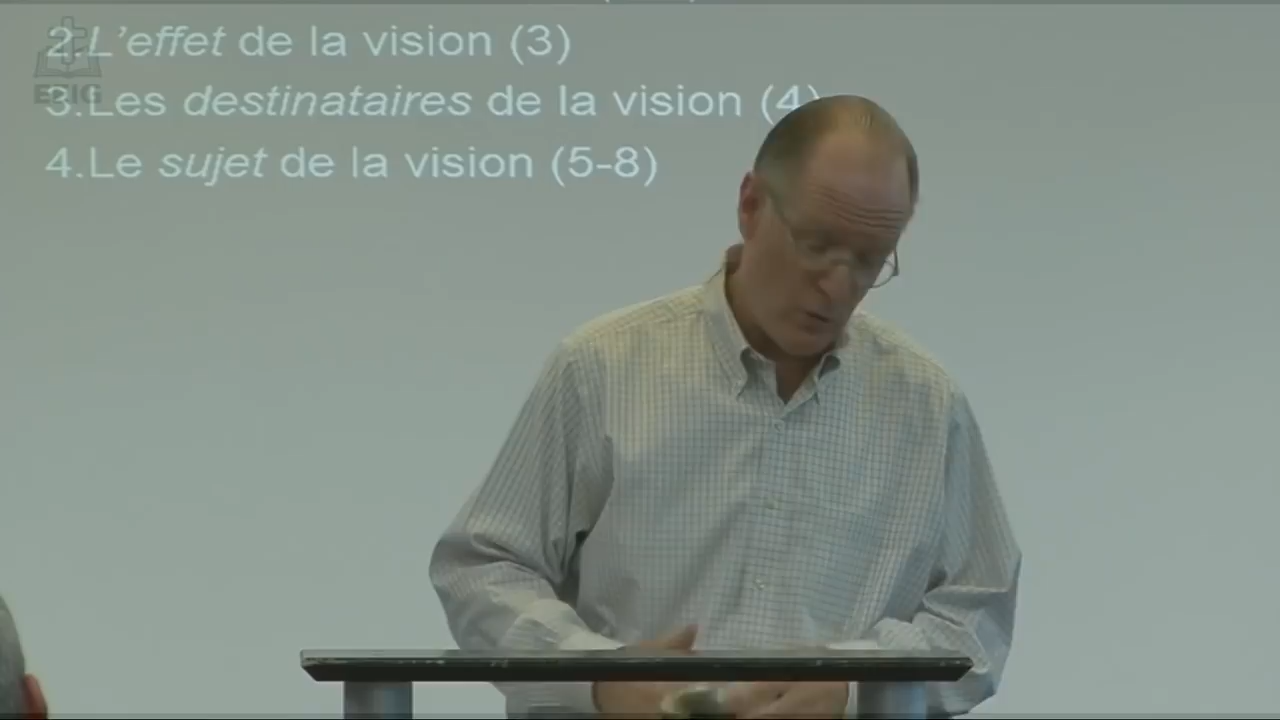 2.L’effet de la vision (3)
3.Les destinataires de la vision (4)
4.Le sujet de la vision (5-8)